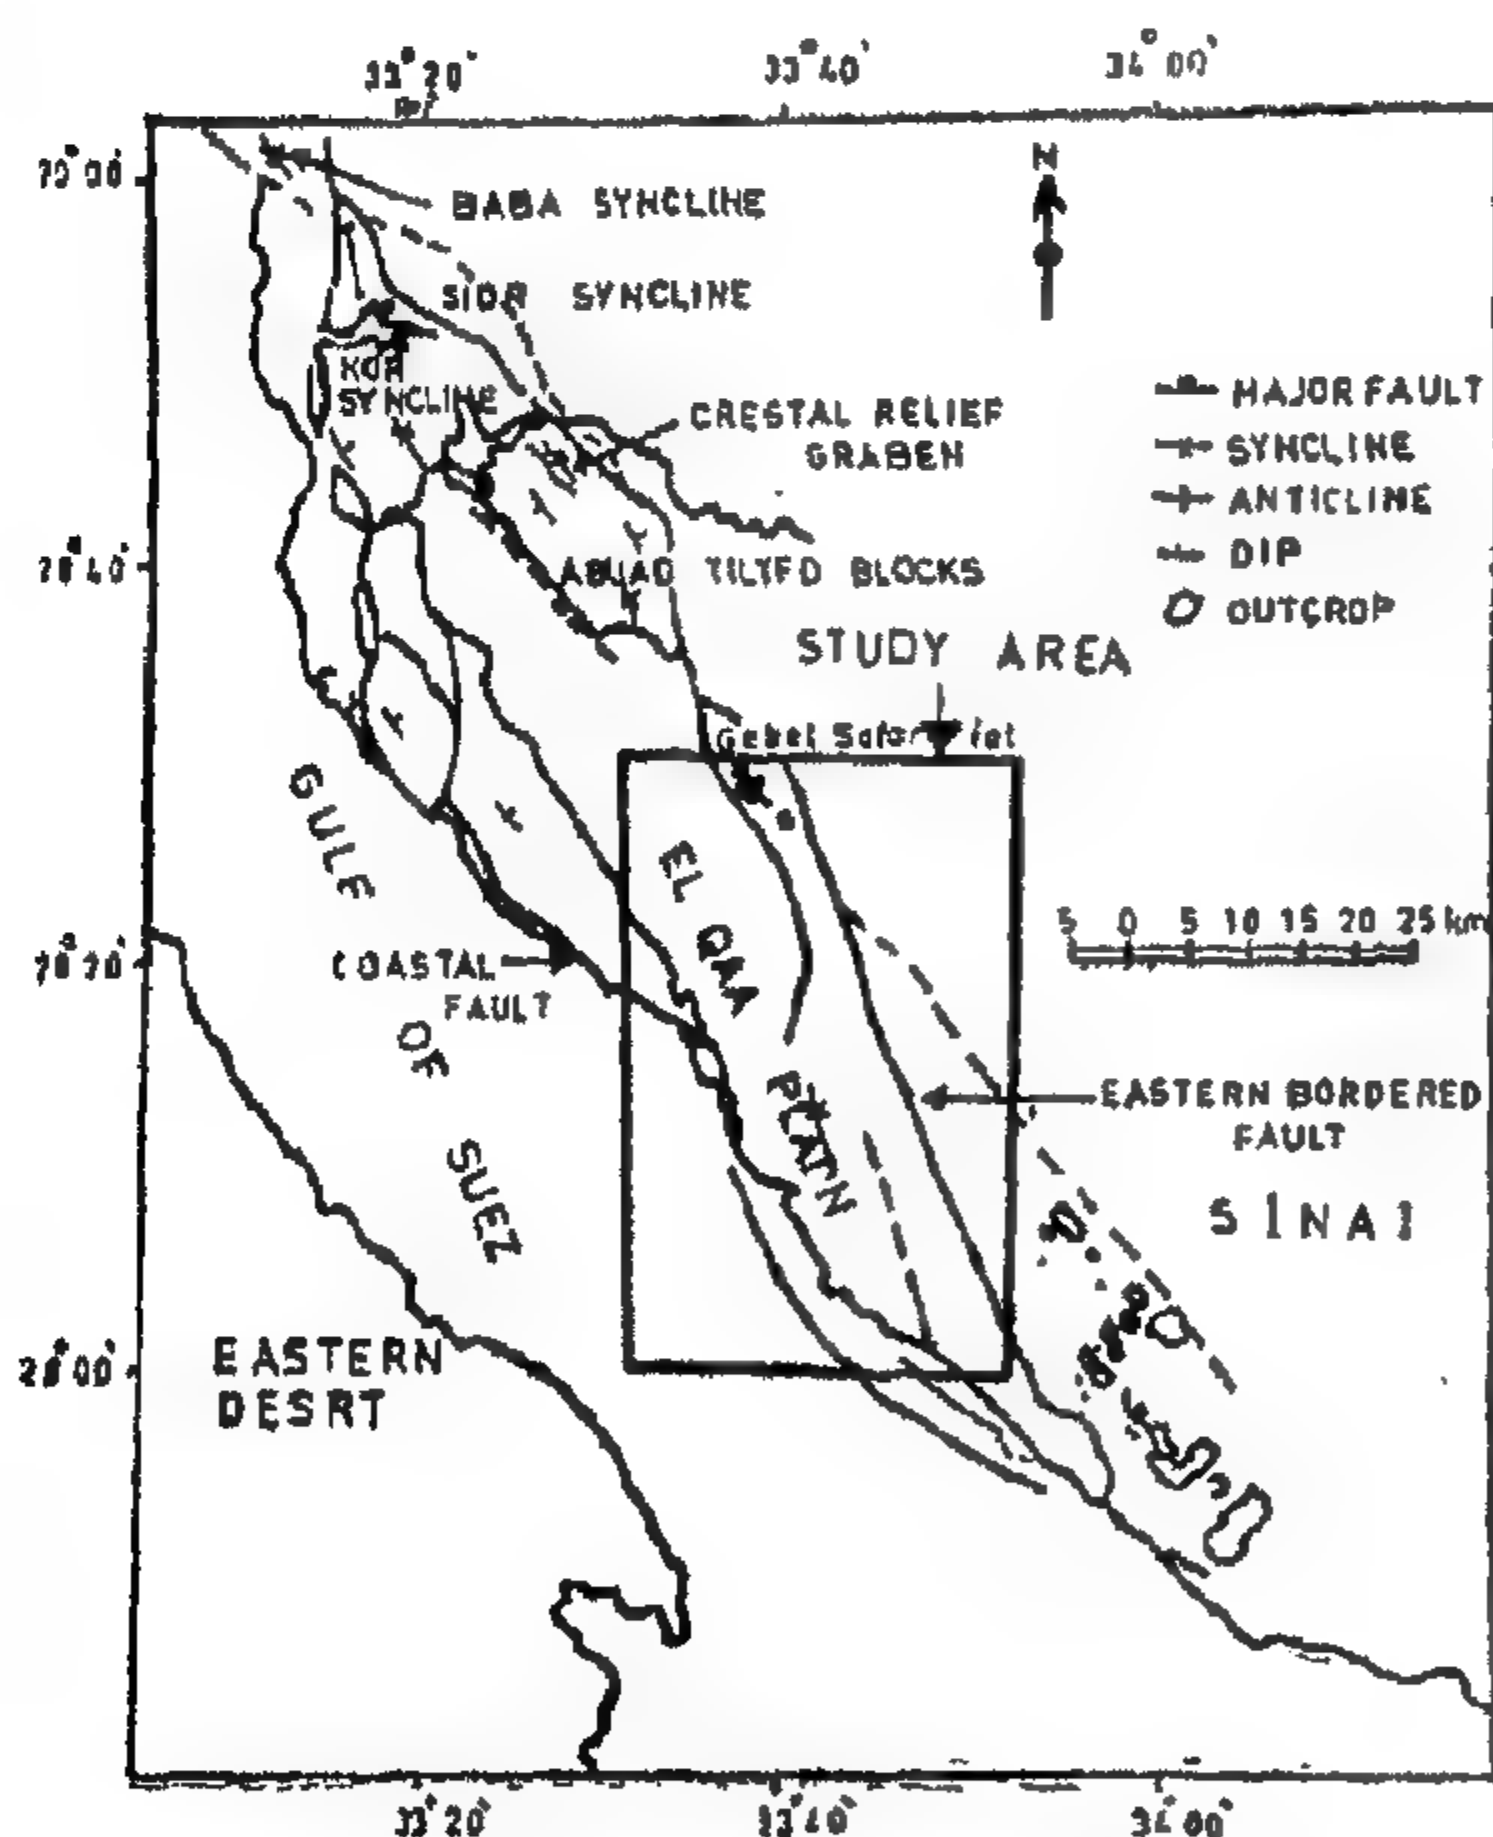 33°20'
33°40'
34°00'
N
BABA SYNCLINE
SIDR SYNCLINE
SYNCLINE
CRESTAL RELIEF
GRABEN
MAJOR FAULT
SYNCLINE
ANTICLINE
DIP
OUTCROP
TILTED BLOCKS
STUDY AREA
Gebel
GULF OF SUEZ
EL QAA PLAIN
5 0 5 10 15 20 25 km
COASTAL
FAULT
EASTERN BORDERED
FAULT
SINAI
28°00'
EASTERN
DESRT
33°20'
33°40'
34°00'